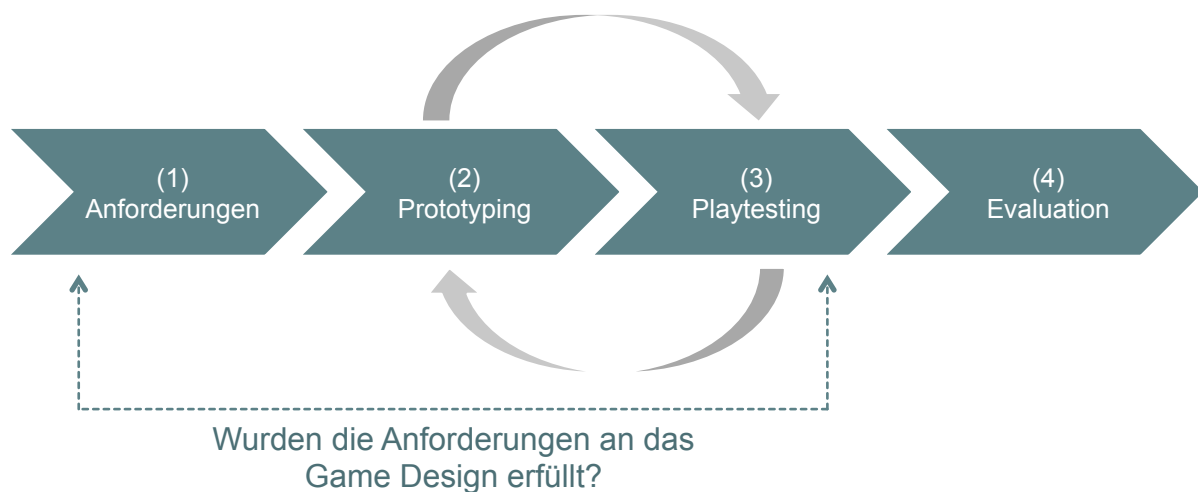 (1)
Anforderungen
(2)
Prototyping
(3)
Playtesting
(4)
Evaluation
Wurden die Anforderungen an das
Game Design erfüllt?